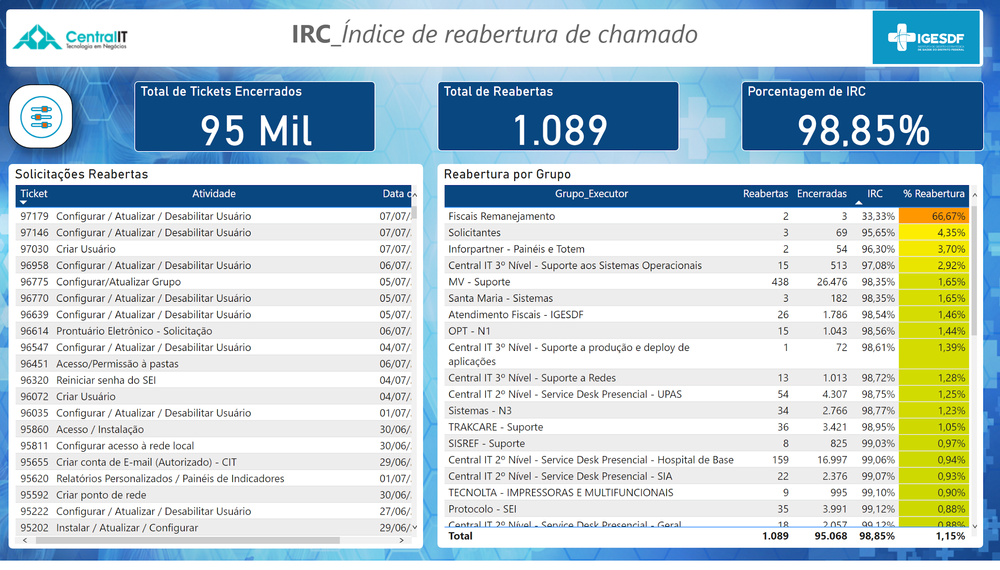 CentralIT
Tecnologia em Negócios
IRC_Índice de reabertura de chamado
IGESDF
INSTITUTO DE GESTÃO ESTRATÉGICA
DE SAÚDE DO DISTRITO FEDERAL
Total de Tickets Encerrados
95 Mil
Total de Reabertas
1.089
Porcentagem de IRC
98,85%
Solicitações Reabertas
Ticket Atividade Data
97179 Configurar / Atualizar / Desabilitar Usuário 07/07/
97146 Configurar / Atualizar / Desabilitar Usuário 07/07/
97030 Criar Usuário 07/07/
96958 Configurar / Atualizar / Desabilitar Usuário 06/07/
96775 Configurar/Atualizar Grupo 05/07/
96770 Configurar / Atualizar / Desabilitar Usuário 05/07/
96639 Configurar / Atualizar / Desabilitar Usuário 05/07/
96614 Prontuário Eletrônico - Solicitação 06/07/
96547 Configurar / Atualizar / Desabilitar Usuário 04/07/
96451 Acesso/Permissão à pastas 06/07/
96320 Reiniciar senha do SEI 04/07/
96072 Criar Usuário 04/07/
96035 Configurar / Atualizar / Desabilitar Usuário 01/07/
95860 Acesso / Instalação 30/06/
95811 Configurar acesso à rede local 30/06/
95655 Criar conta de E-mail (Autorizado) - CIT 29/06/
95620 Relatórios Personalizados / Painéis de Indicadores 01/07/
95592 Criar ponto de rede 30/06/
95222 Configurar / Atualizar / Desabilitar Usuário 27/06/
95202 Instalar / Atualizar / Configurar 29/06/
Reabertura por Grupo
Grupo_Executor Reabertas Encerradas IRC % Reabertura
Fiscais Remanejamento 2 3 33,33% 66,67%
Solicitantes 3 69 95,65% 4,35%
Inforpartner - Painéis e Totem 2 54 96,30% 3,70%
Central IT 3º Nível - Suporte aos Sistemas Operacionais 15 513 97,08% 2,92%
MV - Suporte 438 26.476 98,35% 1,65%
Santa Maria - Sistemas 3 182 98,35% 1,65%
Atendimento Fiscais - IGESDF 26 1.786 98,54% 1,46%
OPT - N1 15 1.043 98,56% 1,44%
Central IT 3º Nível - Suporte a produção e deploy de 1 72 98,61% 1,39%
aplicações
Central IT 3º Nível - Suporte a Redes 13 1.013 98,72% 1,28%
Central IT 2º Nível - Service Desk Presencial - UPAS 54 4.307 98,75% 1,25%
Sistemas - N3 34 2.766 98,77% 1,23%
TRAKCARE - Suporte 36 3.421 98,95% 1,05%
SISREF - Suporte 8 825 99,03% 0,97%
Central IT 2º Nível - Service Desk Presencial - Hospital de Base 159 16.997 99,06% 0,94%
Central IT 2º Nível - Service Desk Presencial - SIA 22 2.376 99,07% 0,93%
TECNOLTA - IMPRESSORAS E MULTIFUNCIONAIS 9 995 99,10% 0,90%
Protocolo - SEI 35 3.991 99,12% 0,88%
Central IT 2º Nível - Service Desk Presencial - Geral 18 2.057 99,12% 0,88%
Total 1.089 95.068 98,85% 1,15%